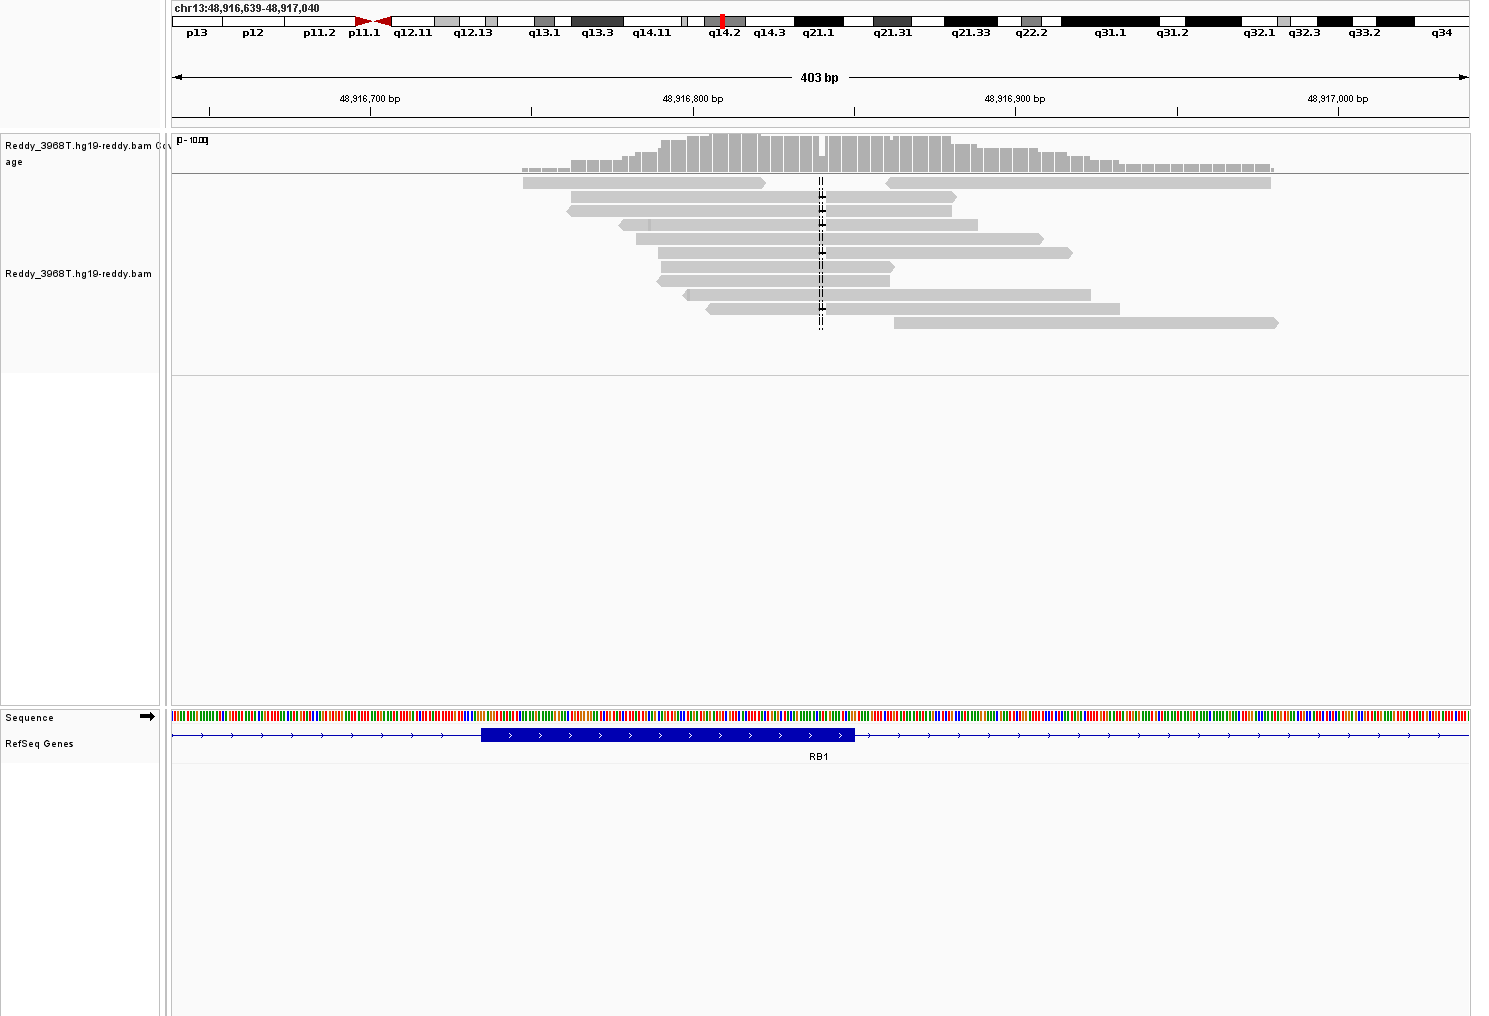 chr13:48,916,639-48,917,040
p13 p12 p11.2 p11.1 q12.11 q12.13 q13.1 q13.3 q14.11 q14.2 q14.3 q21.1 q21.31 q21.33 q22.2 q31.1 q31.2 q32.1 q32.3 q33.2 q34
403 bp
48,916,700 bp 48,916,800 bp 48,916,900 bp 48,917,000 bp
[0 - 10.00]
Reddy_3968T.hg19-reddy.bam Cov
age
Reddy_3968T.hg19-reddy.bam
Sequence
RefSeq Genes
RB1